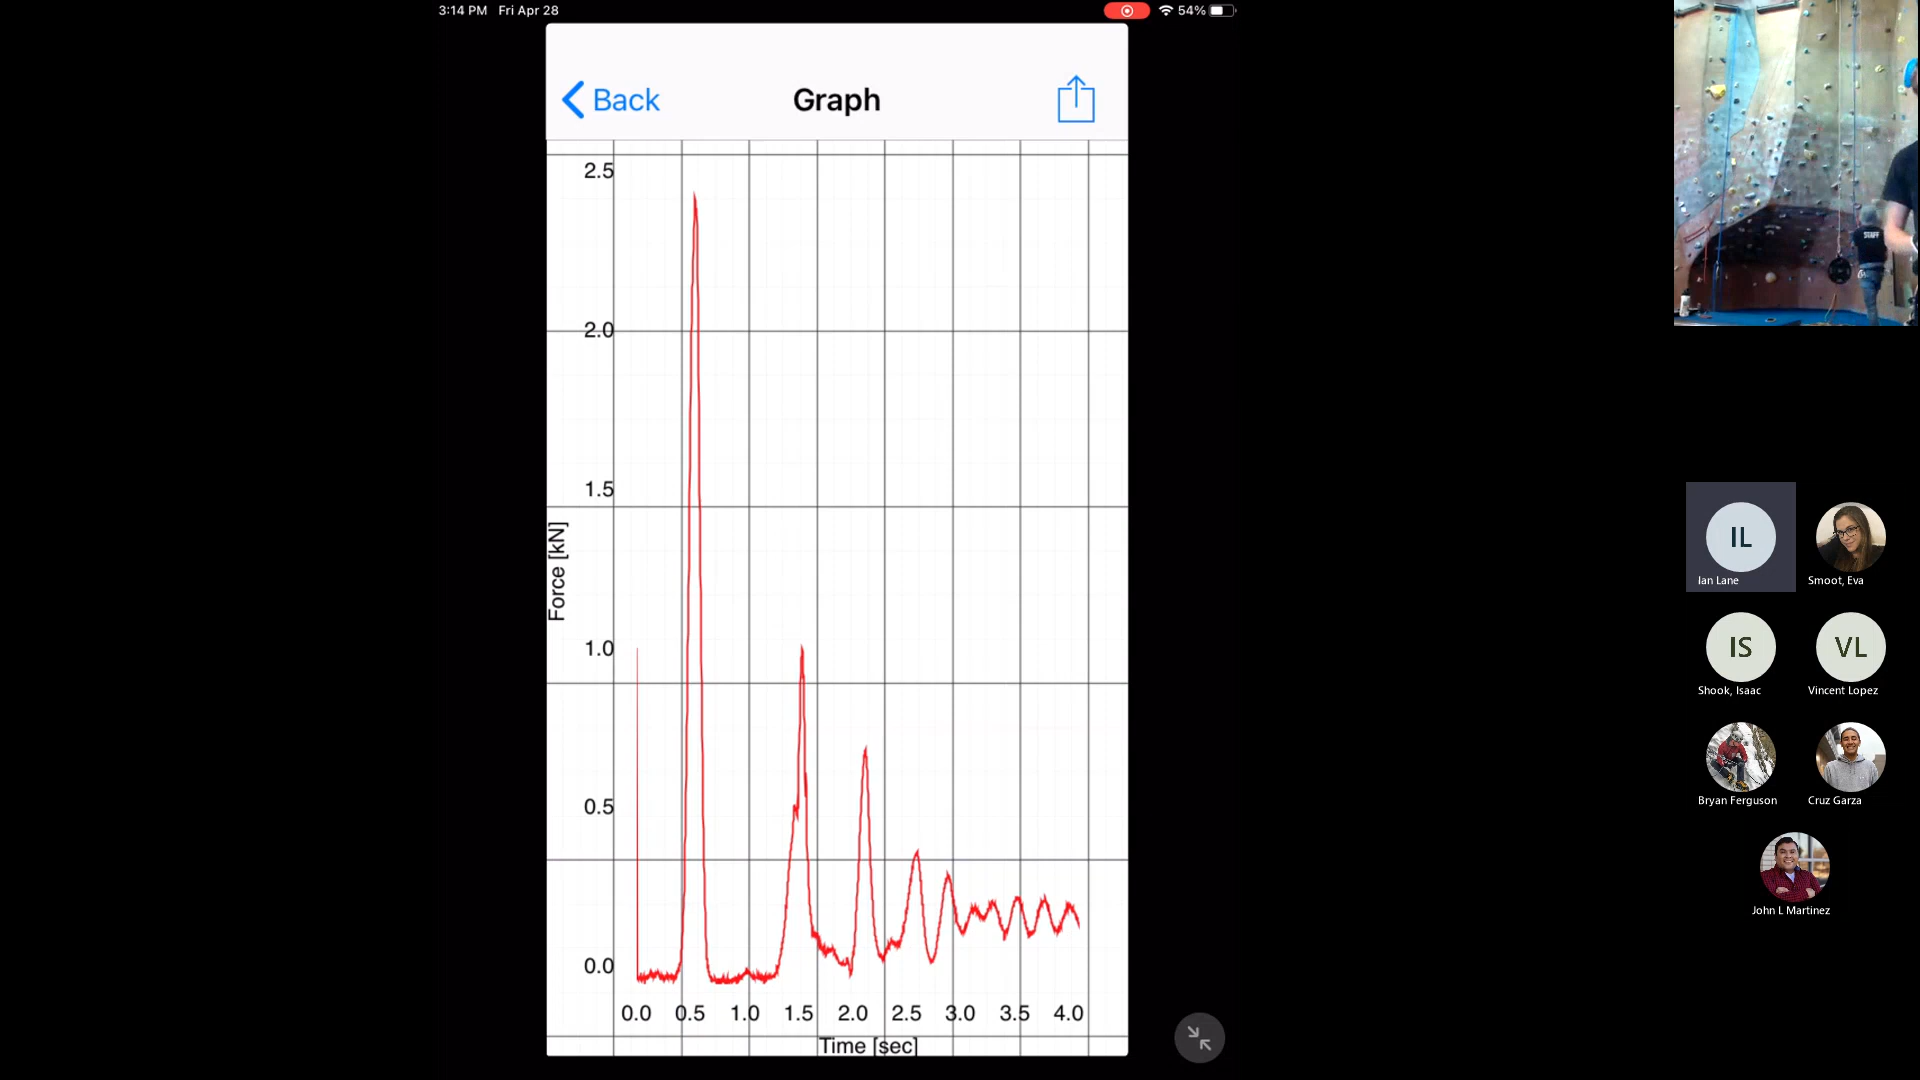 3:14 PM Fri Apr 28
54%
Back
Graph
2.5
2.0
1.5
1.0
0.5
0.0
Force [kN]
0.0 0.5 1.0 1.5 2.0 2.5 3.0 3.5 4.0
Time [sec]
STAFF
IL
Ian Lane
Smoot, Eva
IS
Shook, Isaac
VL
Vincent Lopez
Bryan Ferguson
Cruz Garza
John L Martinez